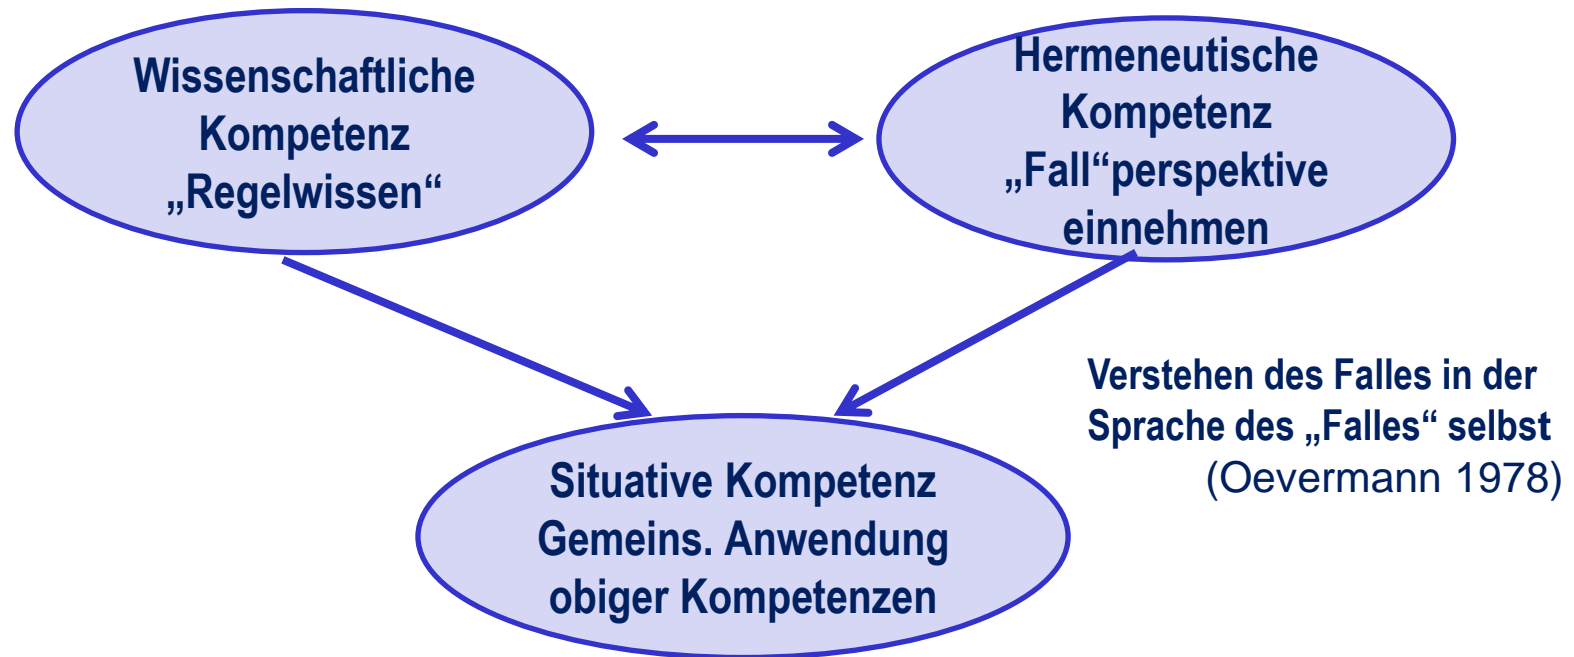 Wissenschaftliche
Kompetenz
„Regelwissen“
Hermeneutische
Kompetenz
„Fall“perspektive
einnehmen
Verstehen des Falles in der
Sprache des „Falles“ selbst
(Oevermann 1978)
Situative Kompetenz
Gemeins. Anwendung
obiger Kompetenzen